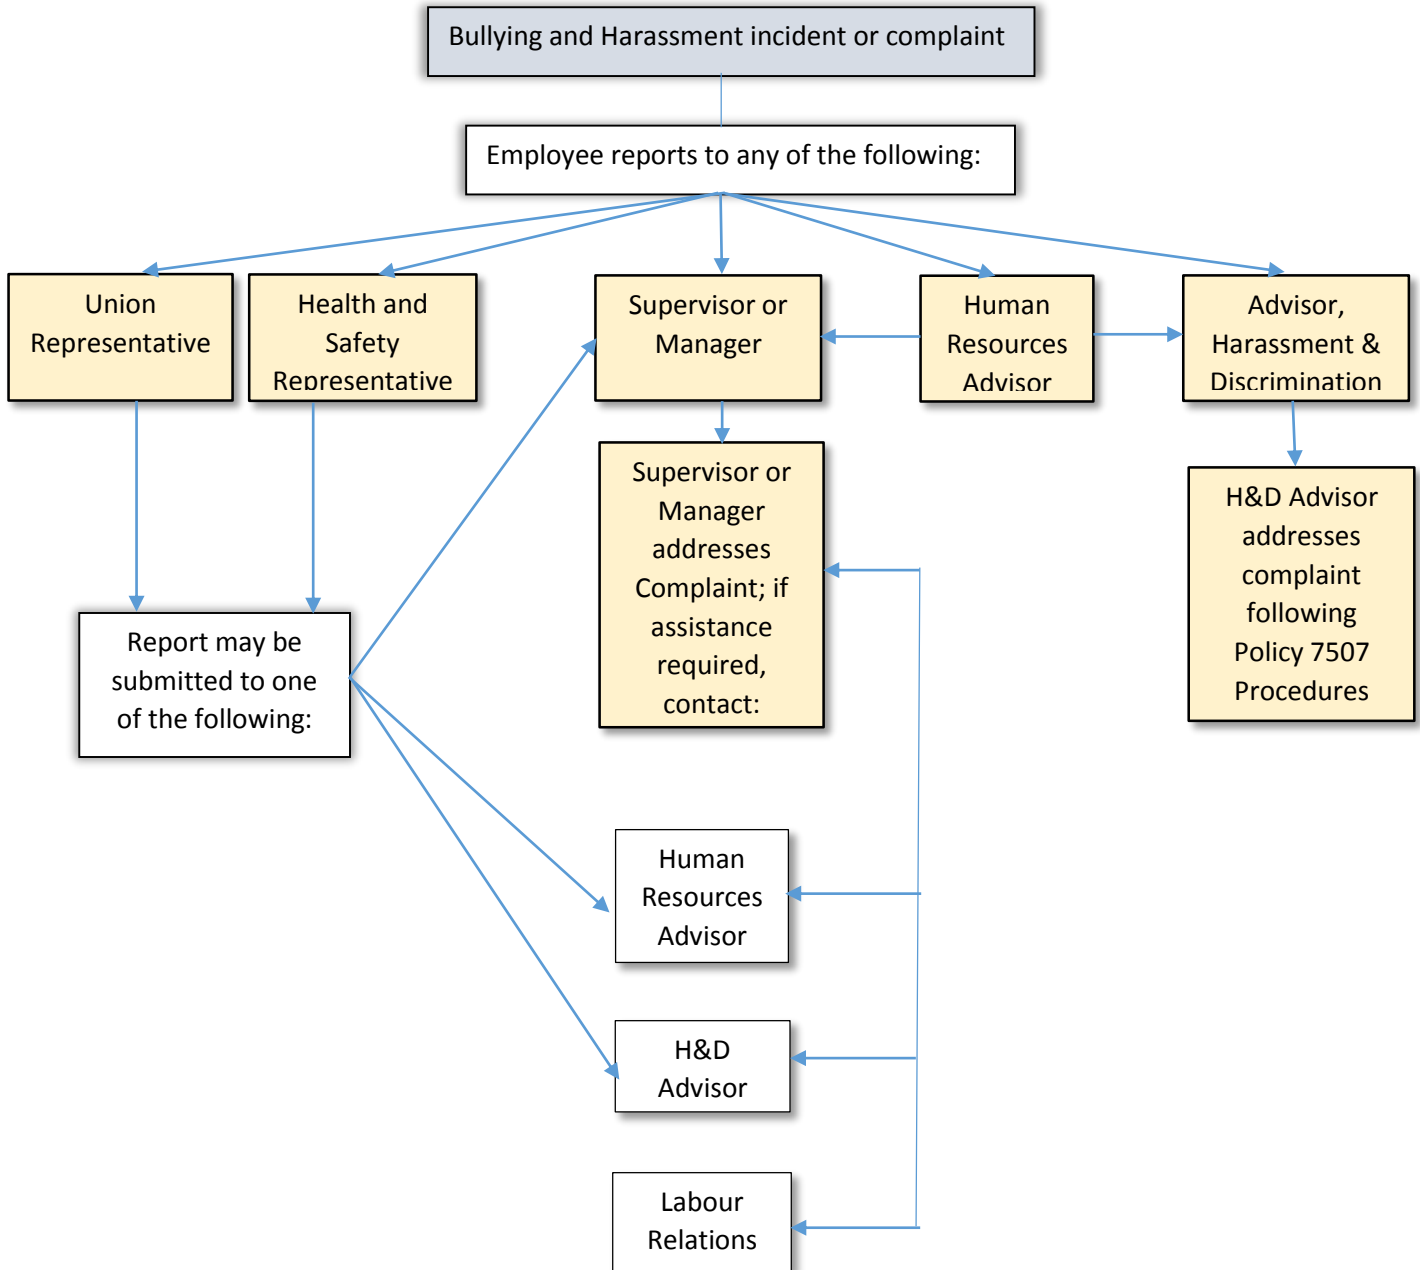 Bullying and Harassment incident or complaint
Employee reports to any of the following:
Union
Representative
Health and
Safety
Representative
Supervisor or
Manager
Human
Resources
Advisor
Advisor,
Harassment &
Discrimination
Supervisor or
Manager
addresses
Complaint; if
assistance
required,
contact:
H&D Advisor
addresses
complaint
following
Policy 7507
Procedures
Report may be
submitted to one
of the following:
Human
Resources
Advisor
H&D
Advisor
Labour
Relations